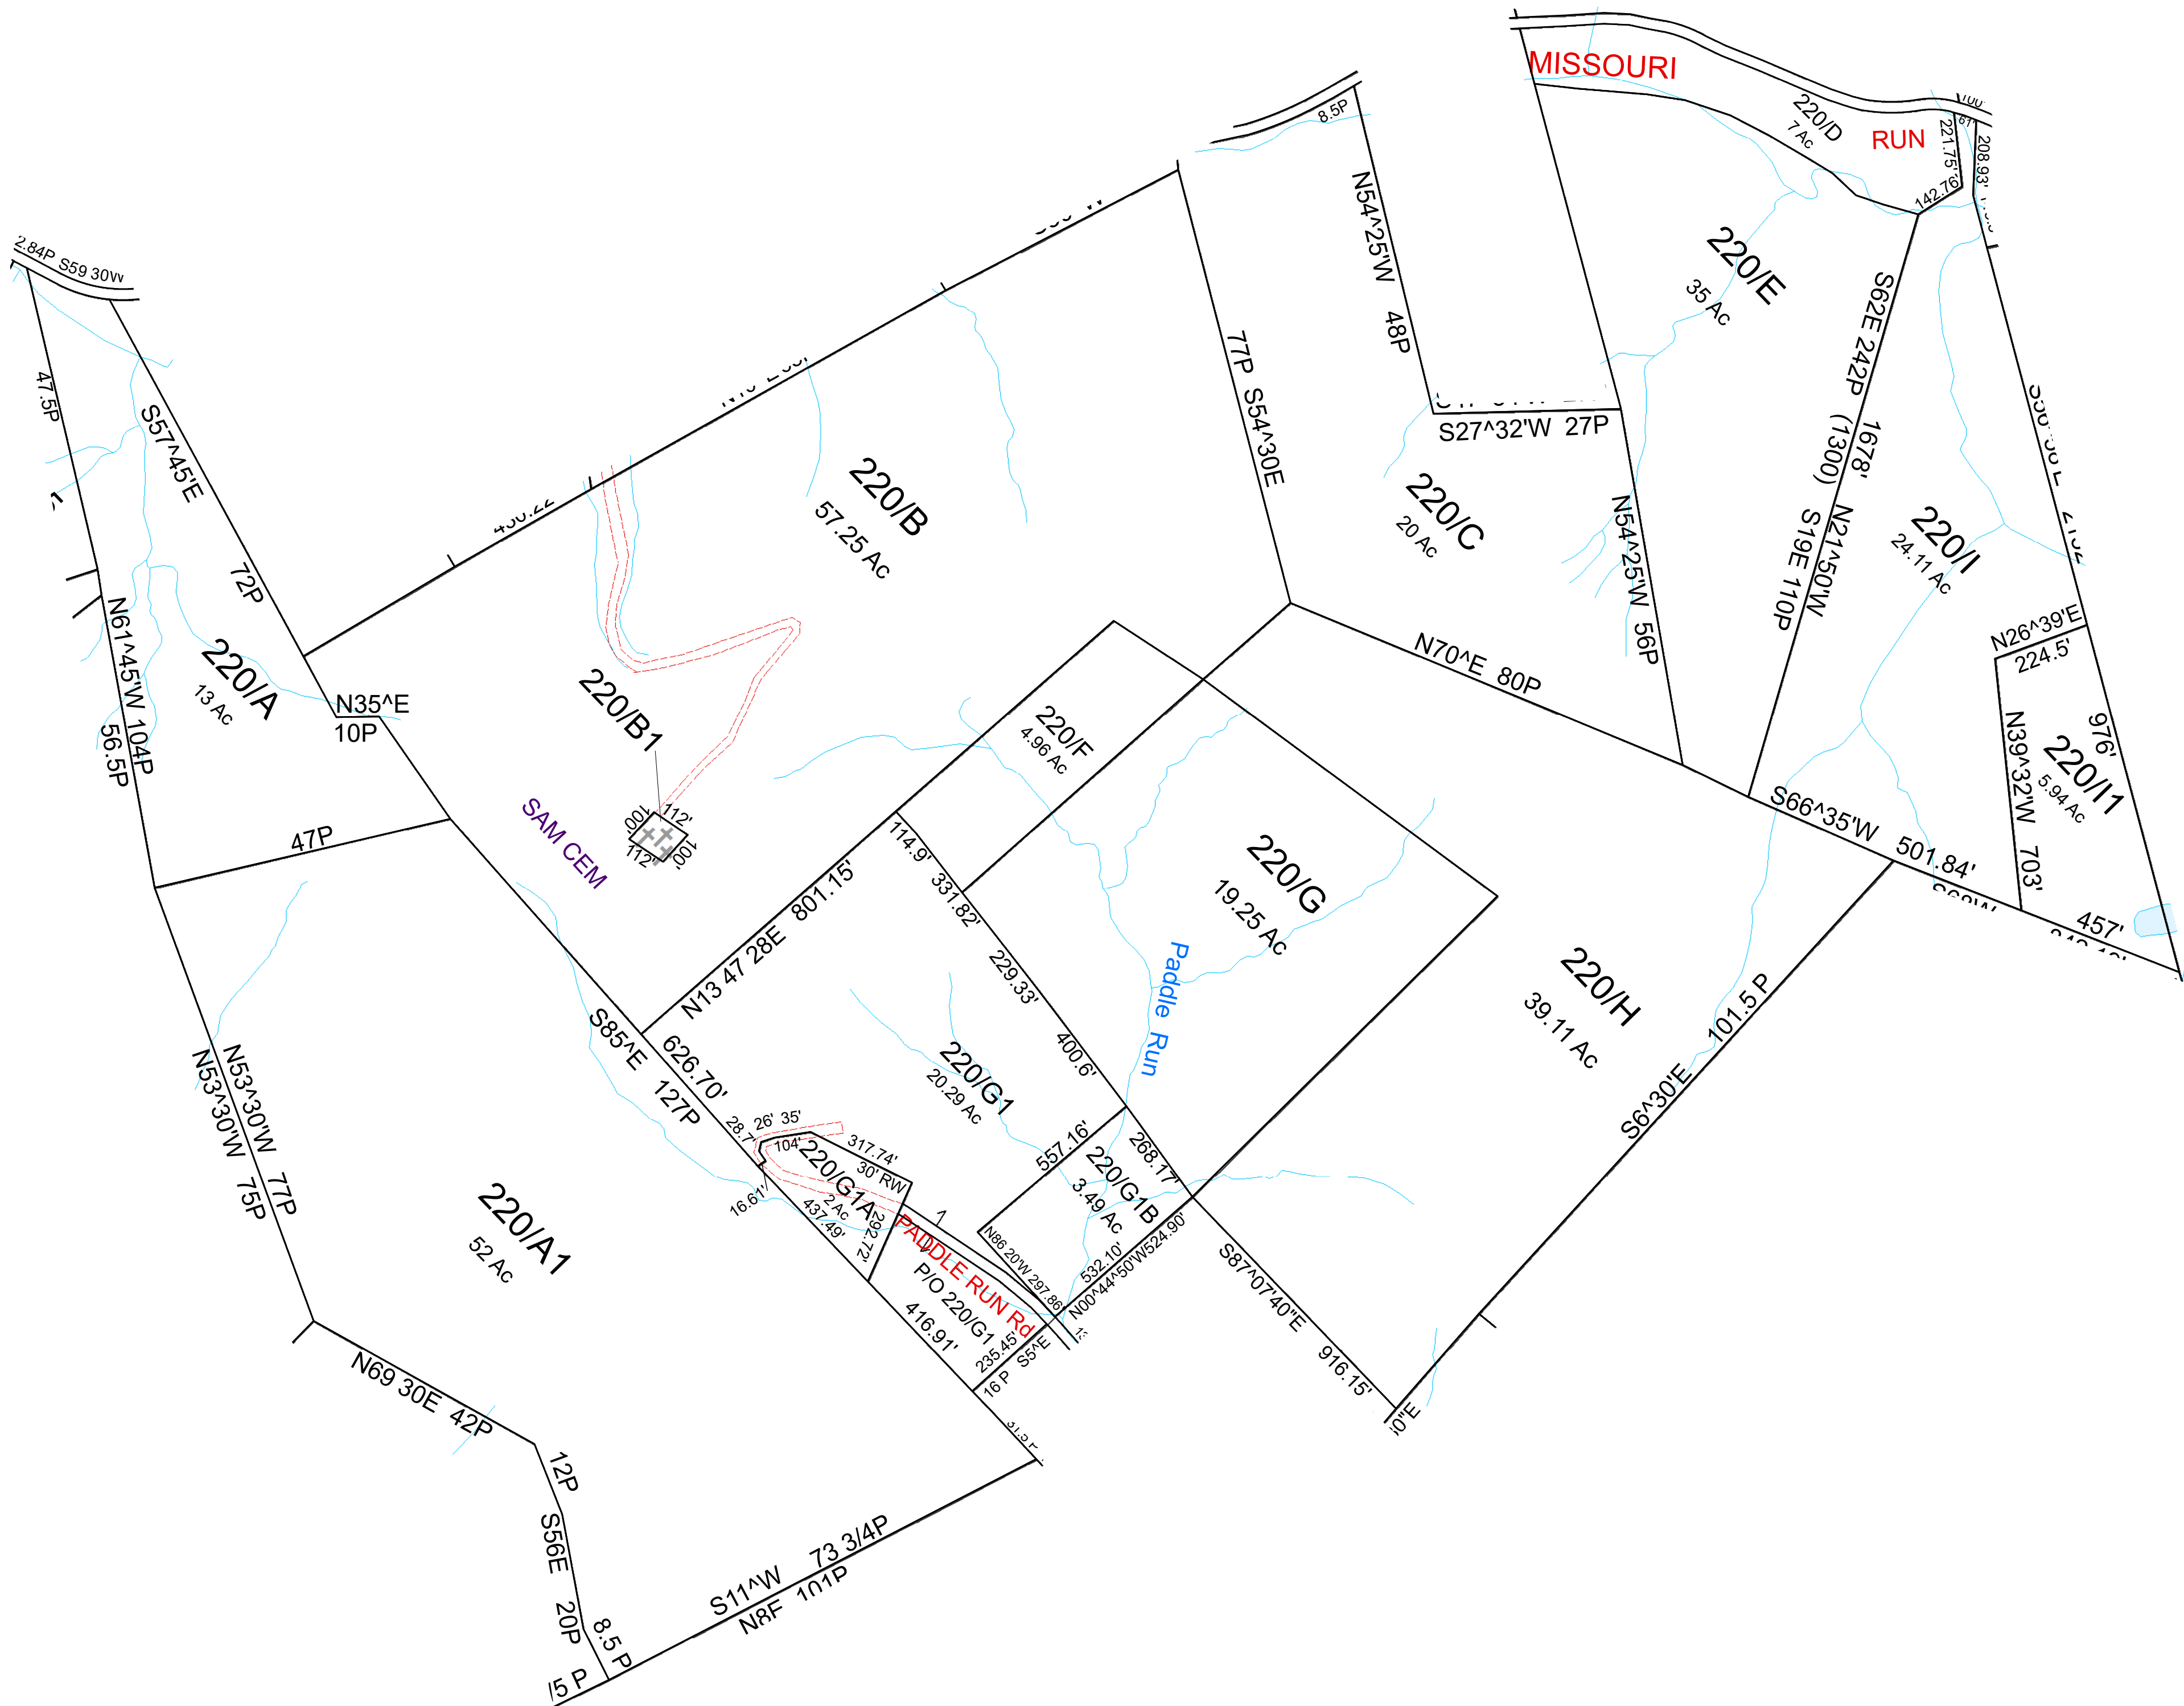 MISSOURI
RUN
220/D
7Ac
100'
61'
221.75'
208.93'
142.76'
8.5P
N54^25'W 48P
77P S54^30E
S27^32'W 27P
220/E
35 Ac
S62E 242P 1678'
(1300)
N21^50'W
S19E 110P
2.84P S59 30W
47.5P
S57^45'E 72P
N61^45'W 104P
56.5P
220/A
13 Ac
N35^E
10P
47P
220/B
57.25 Ac
220/B1
112'
100'
112'
100'
SAM CEM
220/C
20 Ac
N54^25'W 56P
N70^E 80P
220/I
24.11 Ac
N26^39'E
224.5'
N39^32'W 703'
976'
220/I1
5.94 Ac
S66^35'W 501.84'
457'
220/F
4.96 Ac
220/G
19.25 Ac
Paddle Run
220/H
39.11 Ac
S6^30'E 101.5 P
N13 47 28E 801.15'
114.9'
331.82'
229.33'
400.6'
268.17'
557.16'
220/G1
20.29 Ac
220/G1B
3.49 Ac
N86 20'W 297.86'
532.10'
N00^44^50'W524.90'
S87^07'40"E 916.15'
0"E
S85^E 127P
626.70'
28.7'
26' 35'
104'
317.74'
30' RW
220/G1A
2 Ac
16.61'
437.49'
292.72'
PADDLE RUN Rd
P/O 220/G1
416.91'
235.45'
S5^E
16 P
N53^30'W 77P
N53^30'W 75P
220/A1
52 Ac
N69 30E 42P
12P
S56E 20P
8.5 P
S11^W 73 3/4P
N8E 101P
/5 P